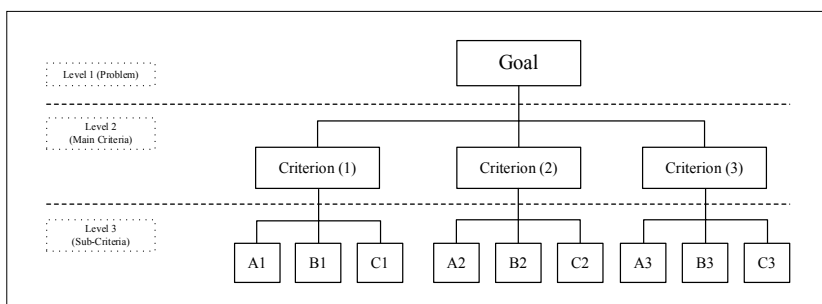 Goal
Level 1 (Problem)
Level 2
(Main Criteria)
Criterion (1)
Criterion (2)
Criterion (3)
Level 3
(Sub-Criteria)
A1
B1
C1
A2
B2
C2
A3
B3
C3